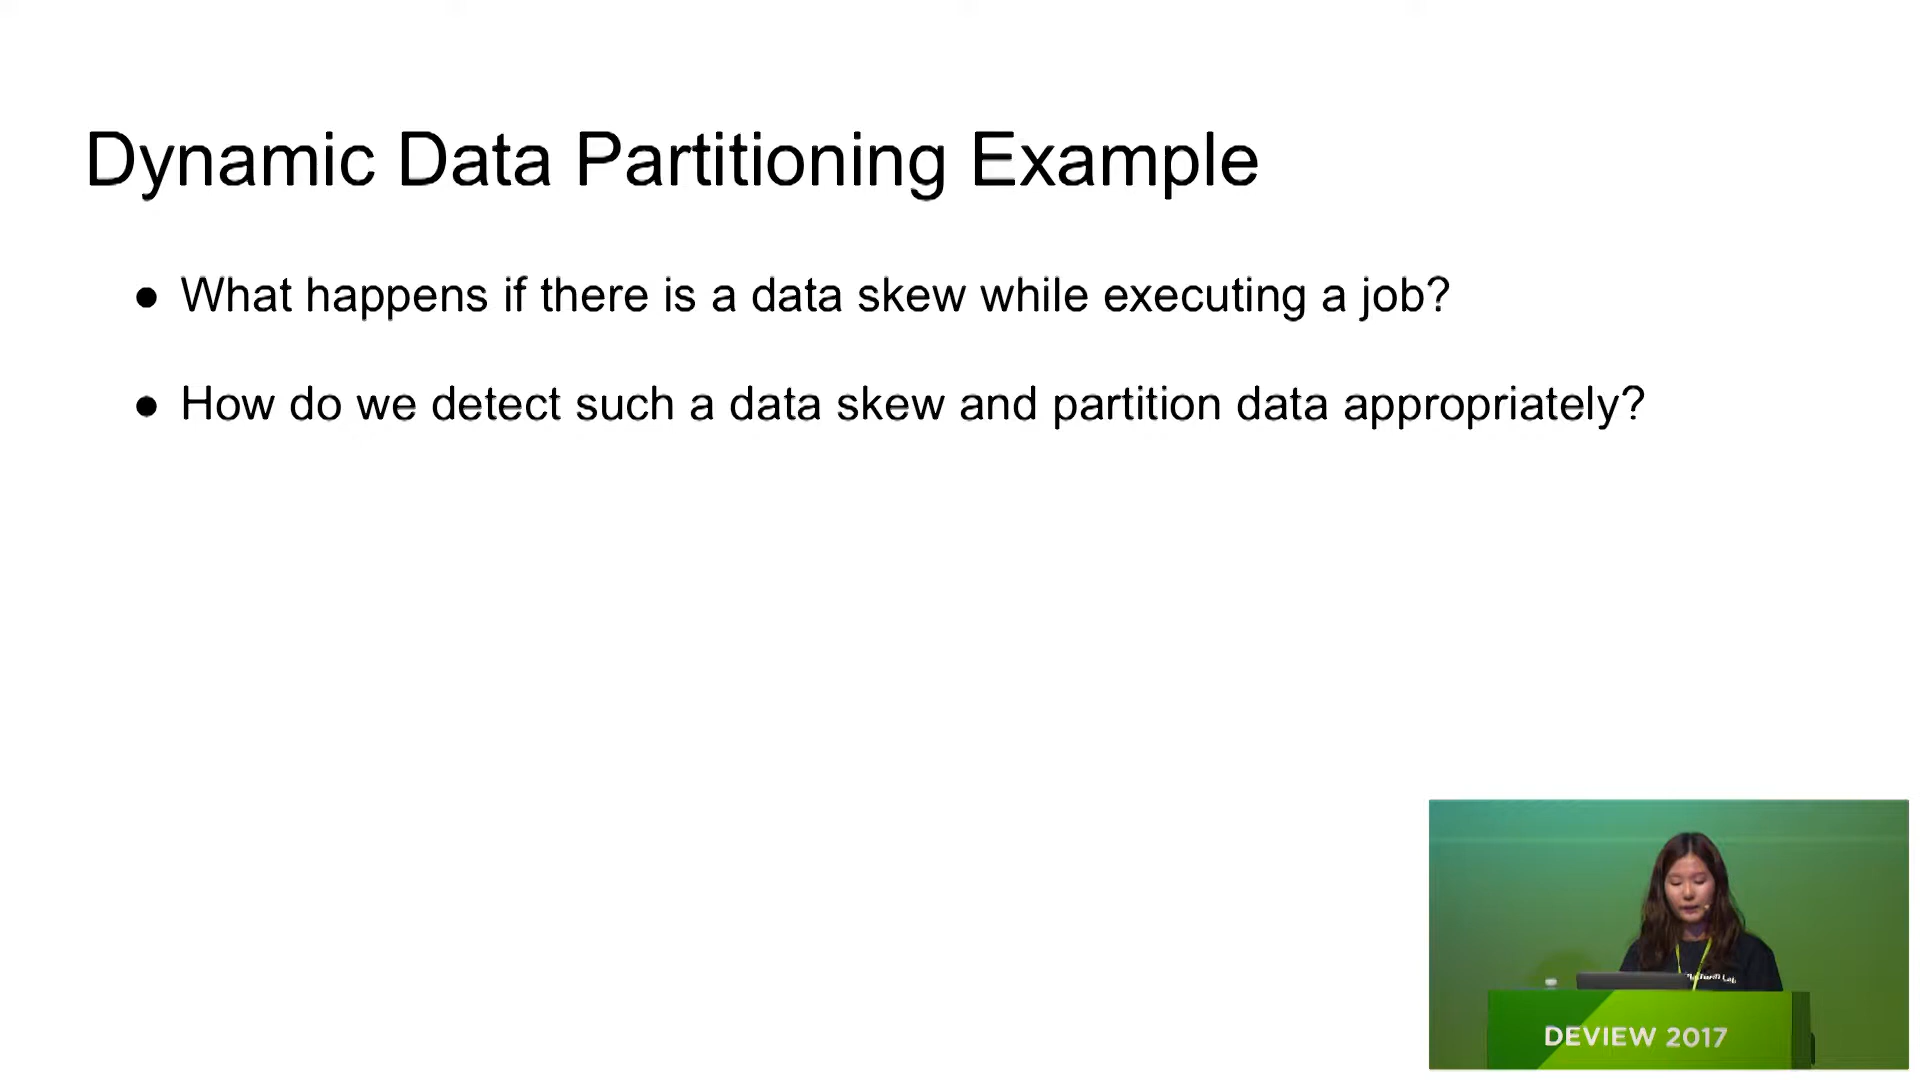 Dynamic Data Partitioning Example
● What happens if there is a data skew while executing a job?
● How do we detect such a data skew and partition data appropriately?
Lab
DEVIEW 2017